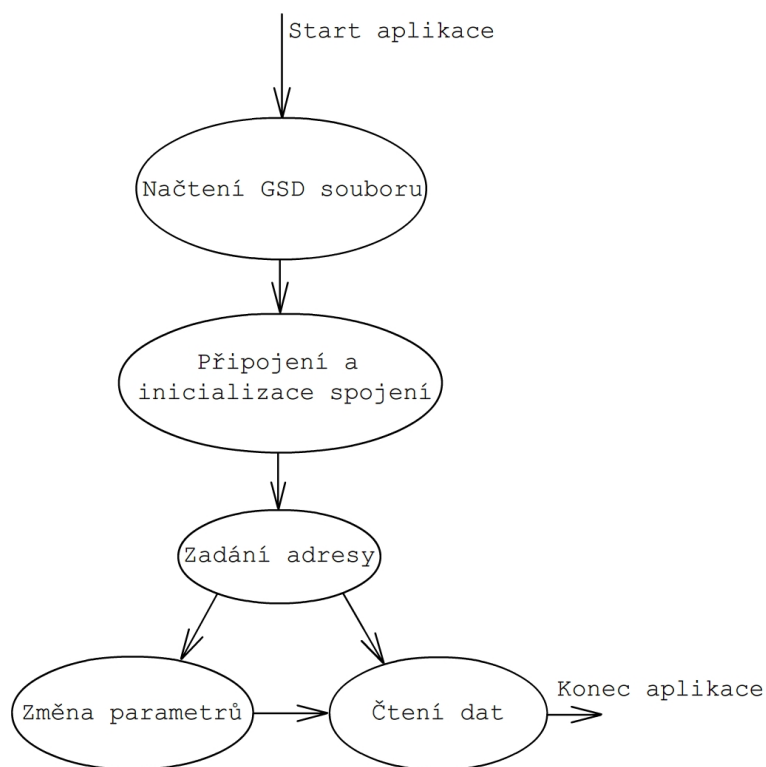 Start aplikace
Načtení GSD souboru
Připojení a
inicializace spojení
Zadání adresy
Změna parametrů
Čtení dat
Konec aplikace